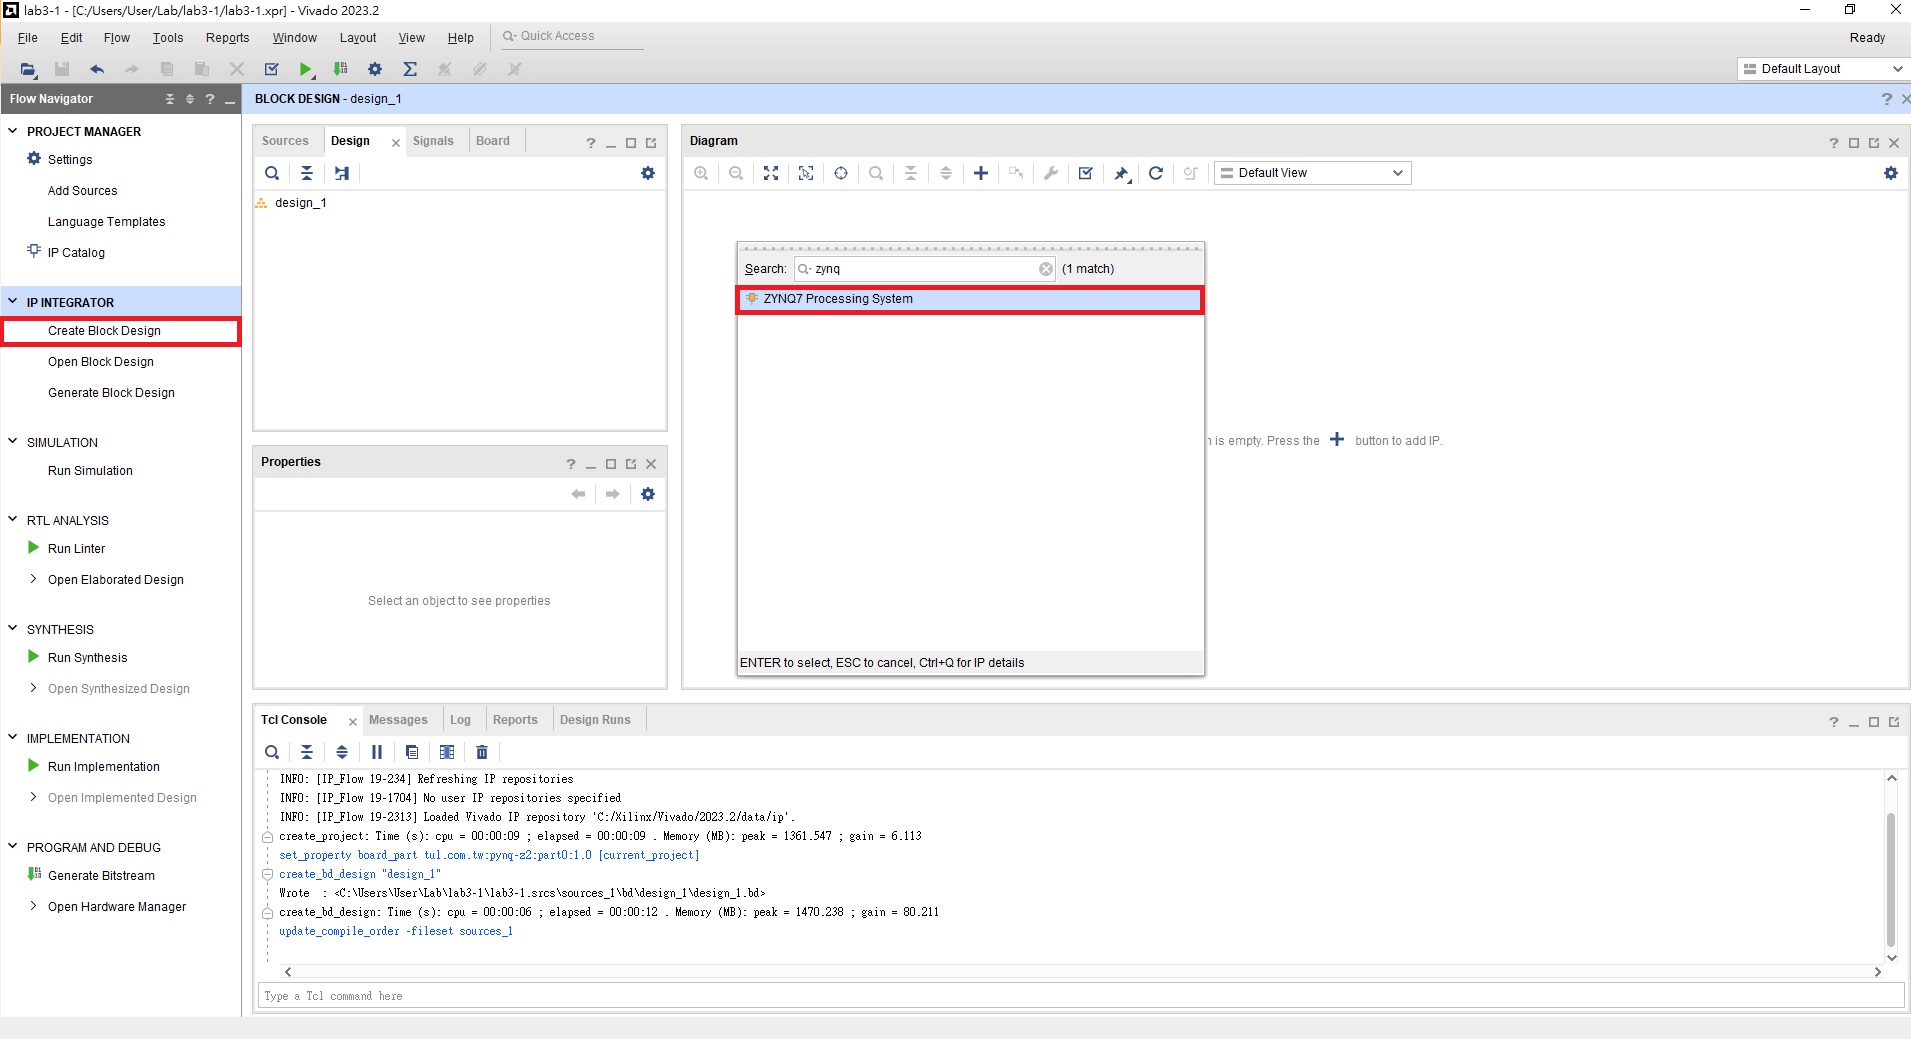 lab3-1 - [C:/Users/User/Lab/lab3-1/lab3-1.xpr] - Vivado 2023.2
File Edit Flow Tools Reports Window Layout View Help Quick Access
Ready
Default Layout
Flow Navigator
PROJECT MANAGER
Settings
Add Sources
Language Templates
IP Catalog
IP INTEGRATOR
Create Block Design
Open Block Design
Generate Block Design
SIMULATION
Run Simulation
RTL ANALYSIS
Run Linter
Open Elaborated Design
SYNTHESIS
Run Synthesis
Open Synthesized Design
IMPLEMENTATION
Run Implementation
Open Implemented Design
PROGRAM AND DEBUG
Generate Bitstream
Open Hardware Manager
BLOCK DESIGN - design_1
Sources Design Signals Board
design_1
Properties
Select an object to see properties
Diagram
Default View
Search: zynq (1 match)
ZYNQ7 Processing System
ENTER to select, ESC to cancel, Ctrl+Q for IP details
is empty. Press the + button to add IP.
Tcl Console Messages Log Reports Design Runs
INFO: [IP_Flow 19-234] Refreshing IP repositories
INFO: [IP_Flow 19-1704] No user IP repositories specified
INFO: [IP_Flow 19-2313] Loaded Vivado IP repository 'C:/Xilinx/Vivado/2023.2/data/ip'.
create_project: Time (s): cpu = 00:00:09 ; elapsed = 00:00:09 . Memory (MB): peak = 1361.547 ; gain = 6.113
set_property board_part tul.com.tw:pynq-z2:part0:1.0 [current_project]
create_bd_design "design_1"
Wrote  : <C:\Users\User\Lab\lab3-1\lab3-1.srcs\sources_1\bd\design_1\design_1.bd>
create_bd_design: Time (s): cpu = 00:00:06 ; elapsed = 00:00:12 . Memory (MB): peak = 1470.238 ; gain = 80.211
update_compile_order -fileset sources_1
Type a Tcl command here